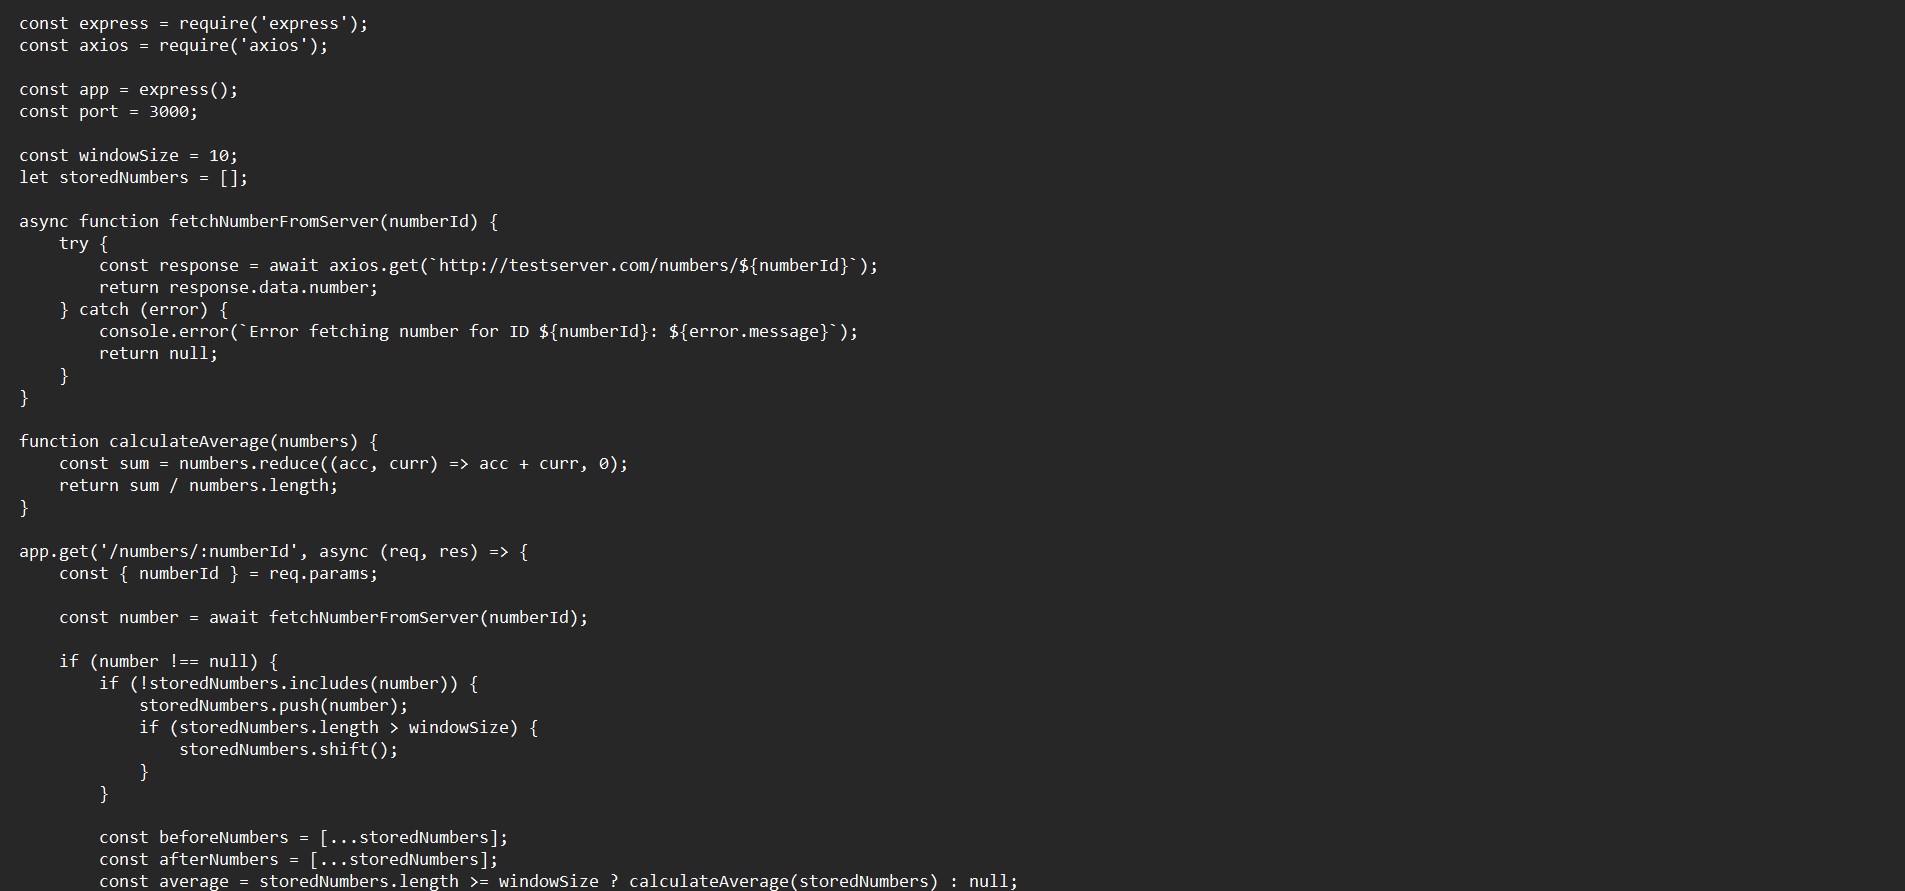 const express = require('express');
const axios = require('axios');
const app = express();
const port = 3000;
const windowSize = 10;
let storedNumbers = [];
async function fetchNumberFromServer(numberId) {
    try {
        const response = await axios.get(`http://testserver.com/numbers/${numberId}`);
        return response.data.number;
    } catch (error) {
        console.error(`Error fetching number for ID ${numberId}: ${error.message}`);
        return null;
    }
}
function calculateAverage(numbers) {
    const sum = numbers.reduce((acc, curr) => acc + curr, 0);
    return sum / numbers.length;
}
app.get('/numbers/:numberId', async (req, res) => {
    const { numberId } = req.params;
    const number = await fetchNumberFromServer(numberId);
    if (number !== null) {
        if (!storedNumbers.includes(number)) {
            storedNumbers.push(number);
            if (storedNumbers.length > windowSize) {
                storedNumbers.shift();
            }
        }
        const beforeNumbers = [...storedNumbers];
        const afterNumbers = [...storedNumbers];
        const average = storedNumbers.length >= windowSize ? calculateAverage(storedNumbers) : null;